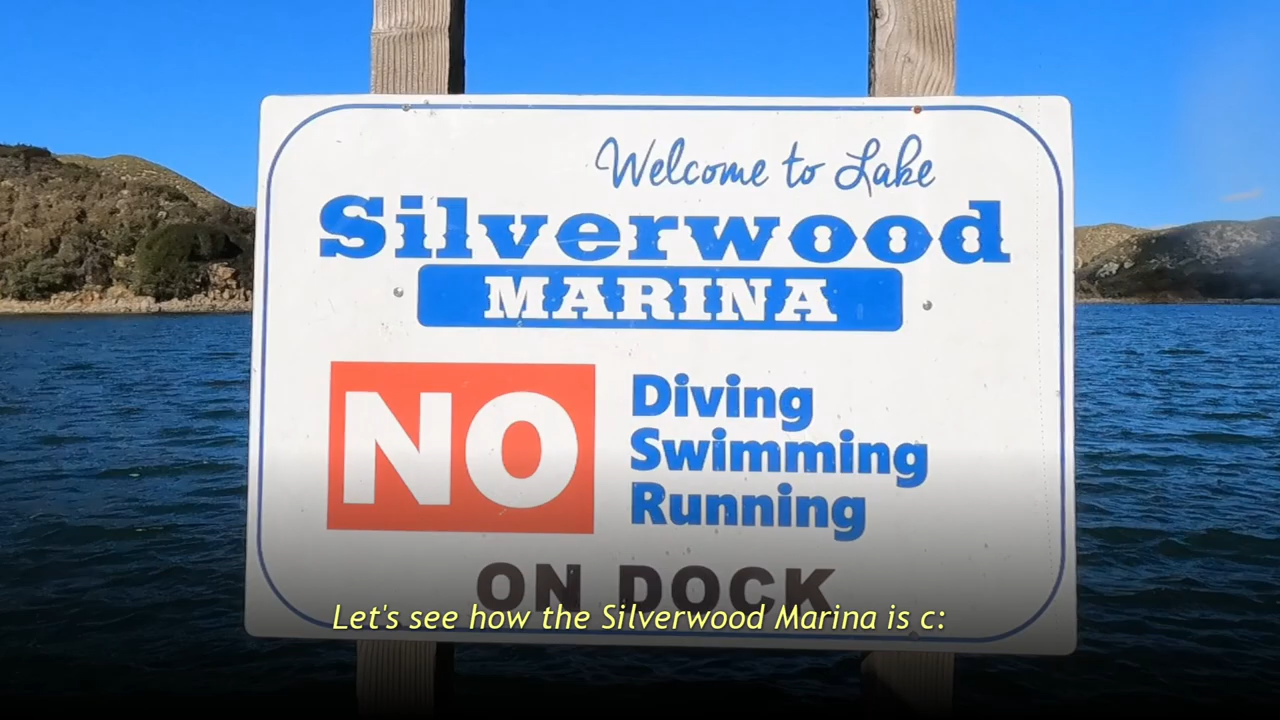 Welcome to Lake
Silverwood
MARINA
NO
Diving
Swimming
Running
ON DOCK
Let's see how the Silverwood Marina is c: